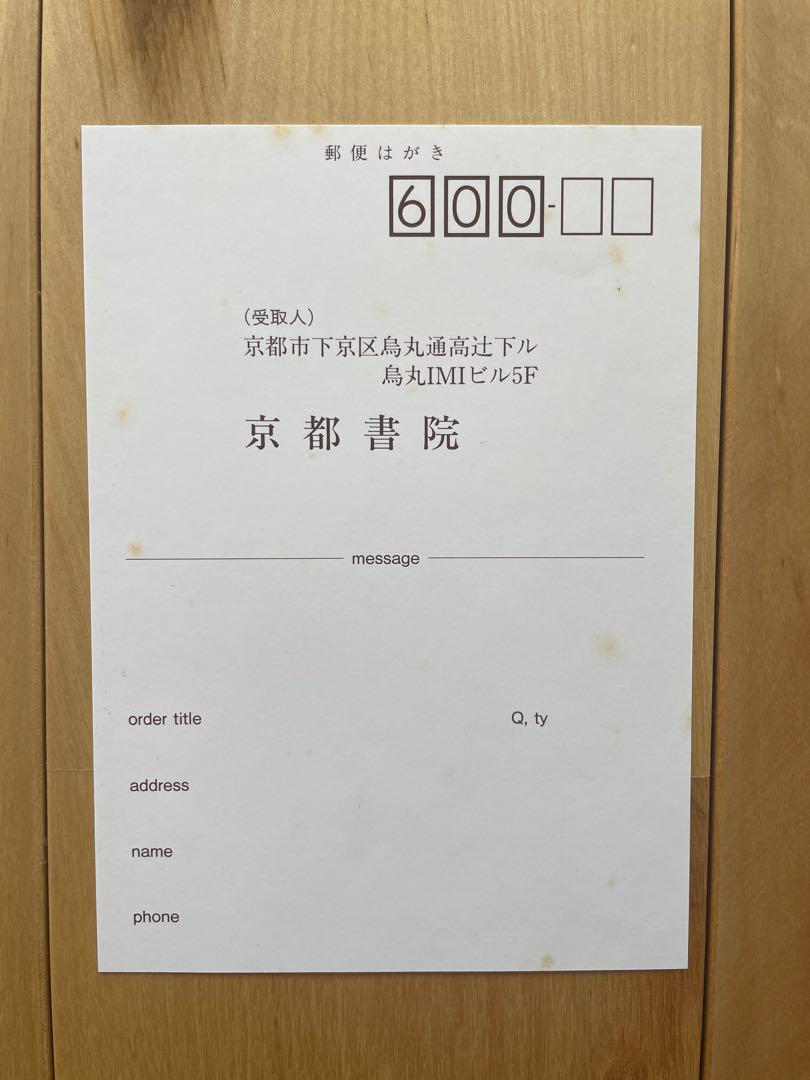 郵便はがき
600-
(受取人)
京都市下京区烏丸通高辻下ル
烏丸IMIビル5F
京都書院
message
order title Q, ty
address
name
phone